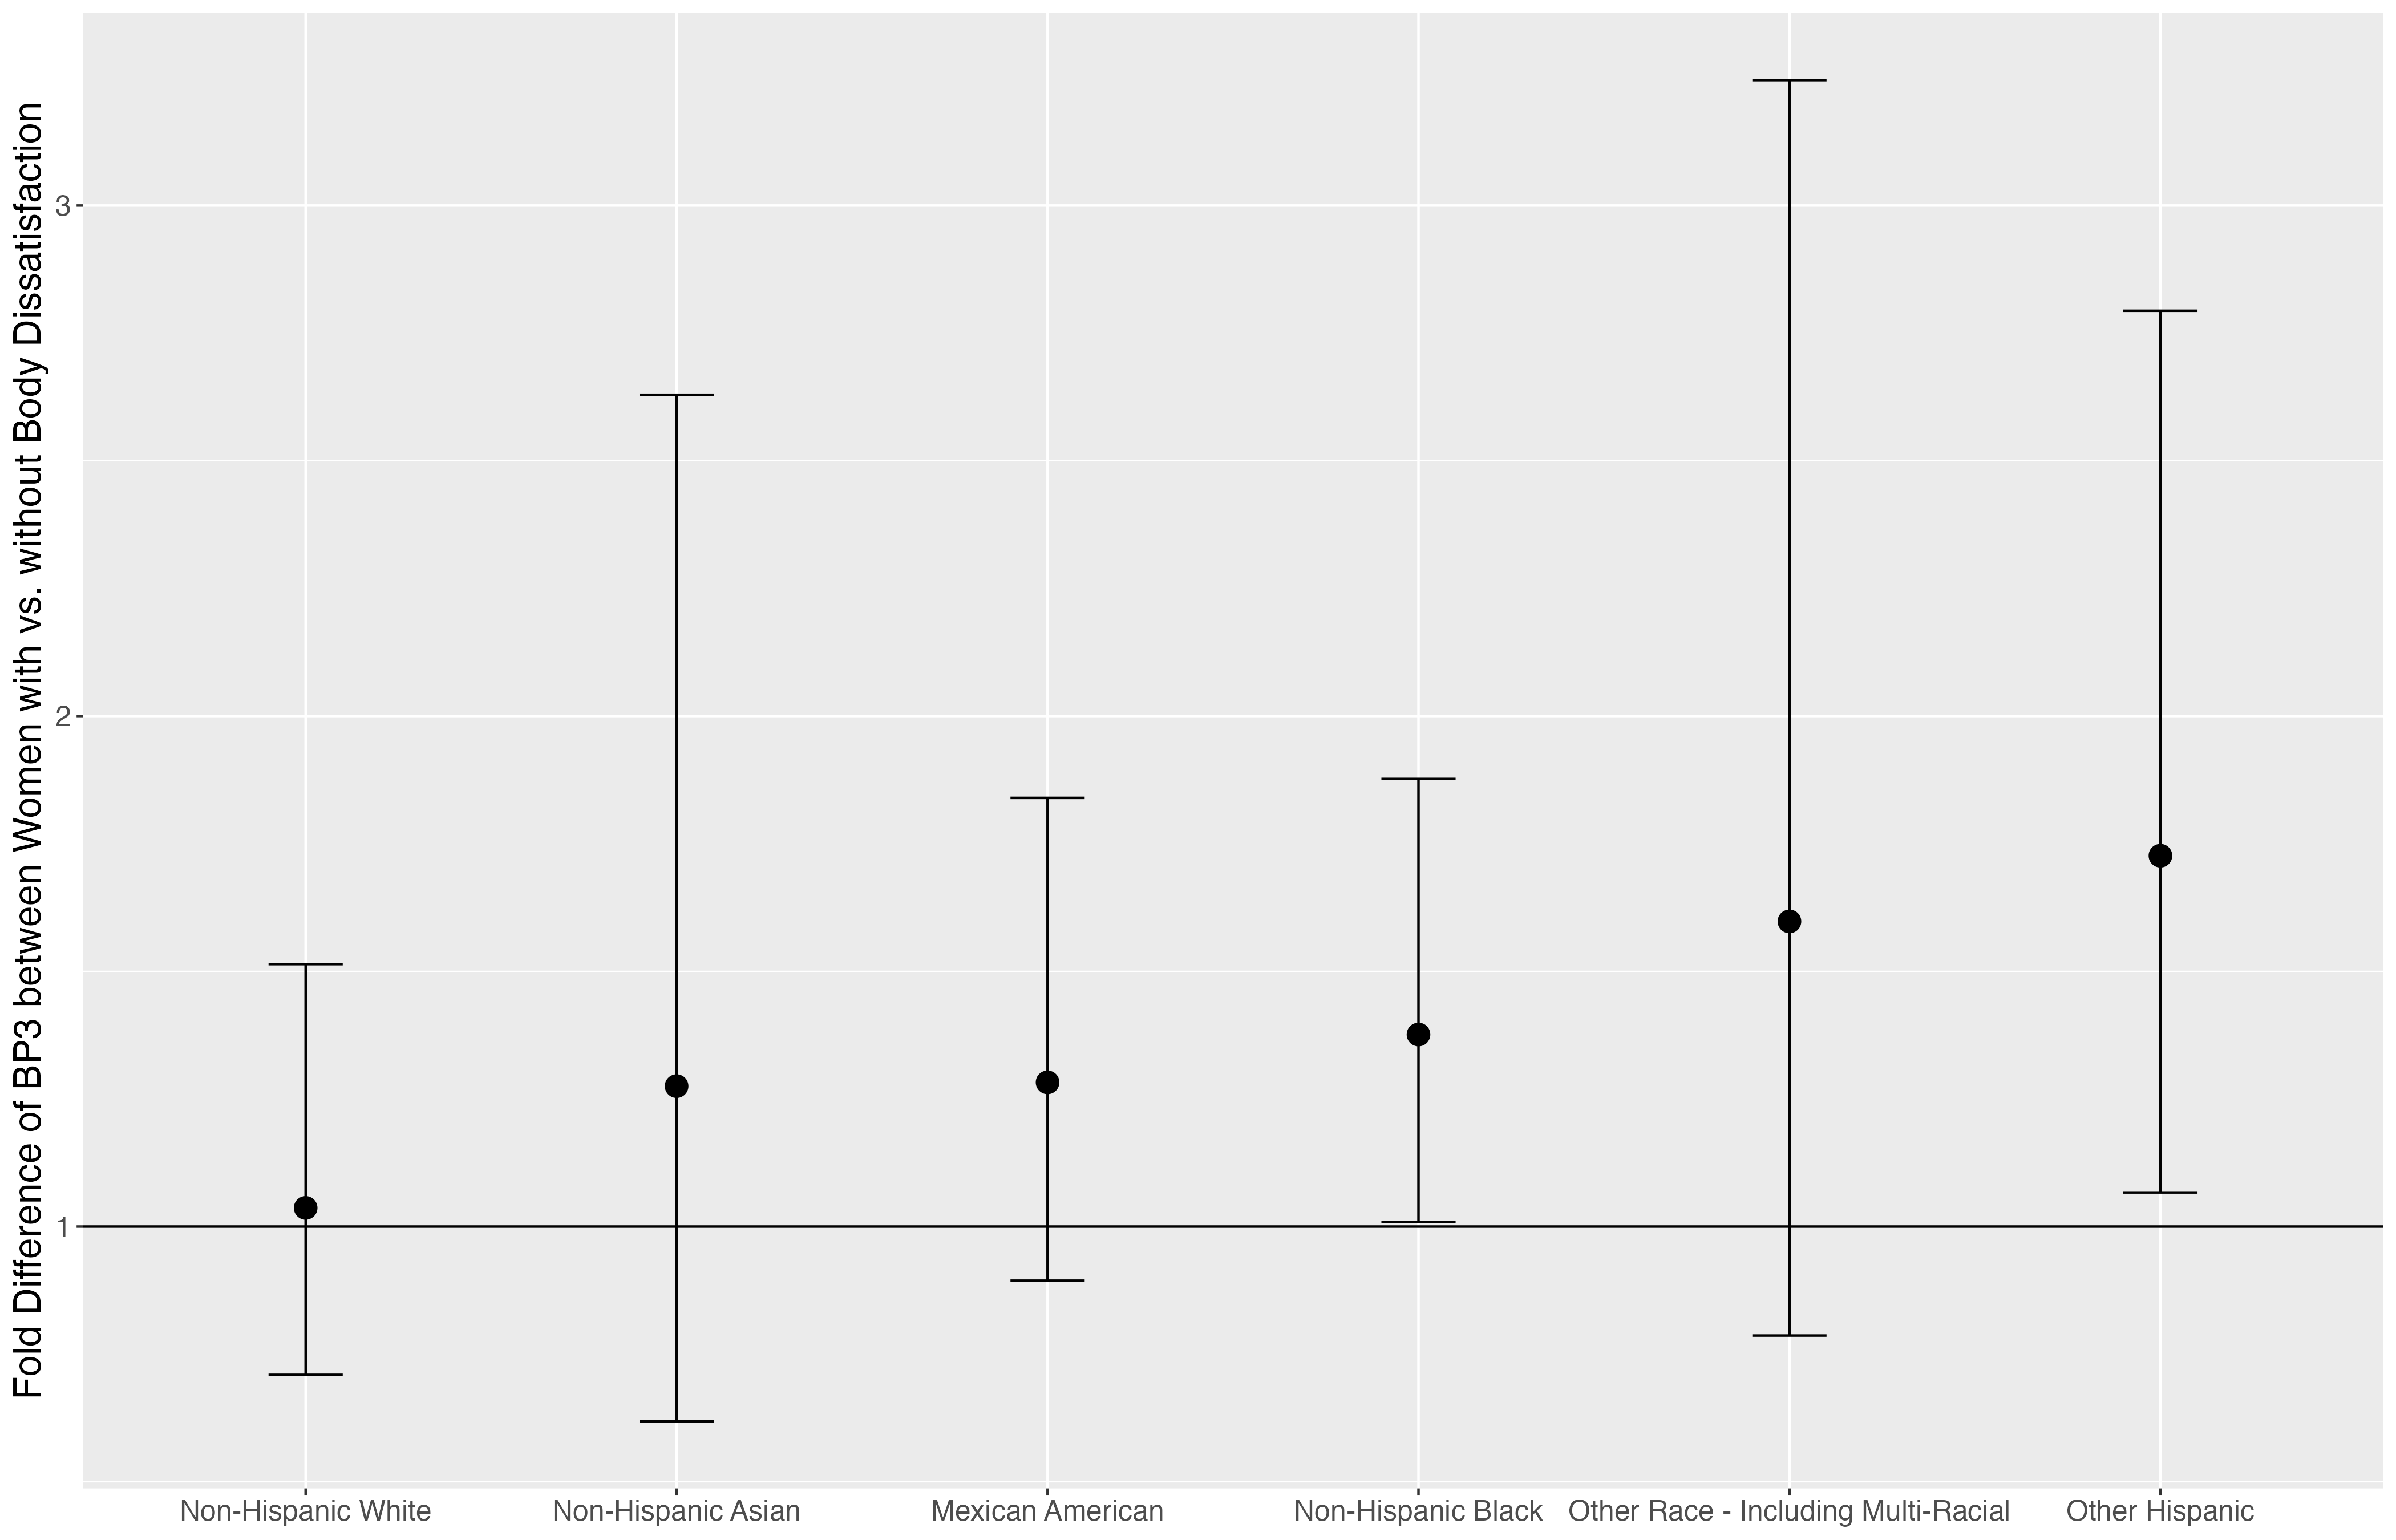 Fold Difference of BP3 between Women with vs. without Body Dissatisfaction
3
2
1
Non-Hispanic White
Non-Hispanic Asian
Mexican American
Non-Hispanic Black
Other Race - Including Multi-Racial
Other Hispanic